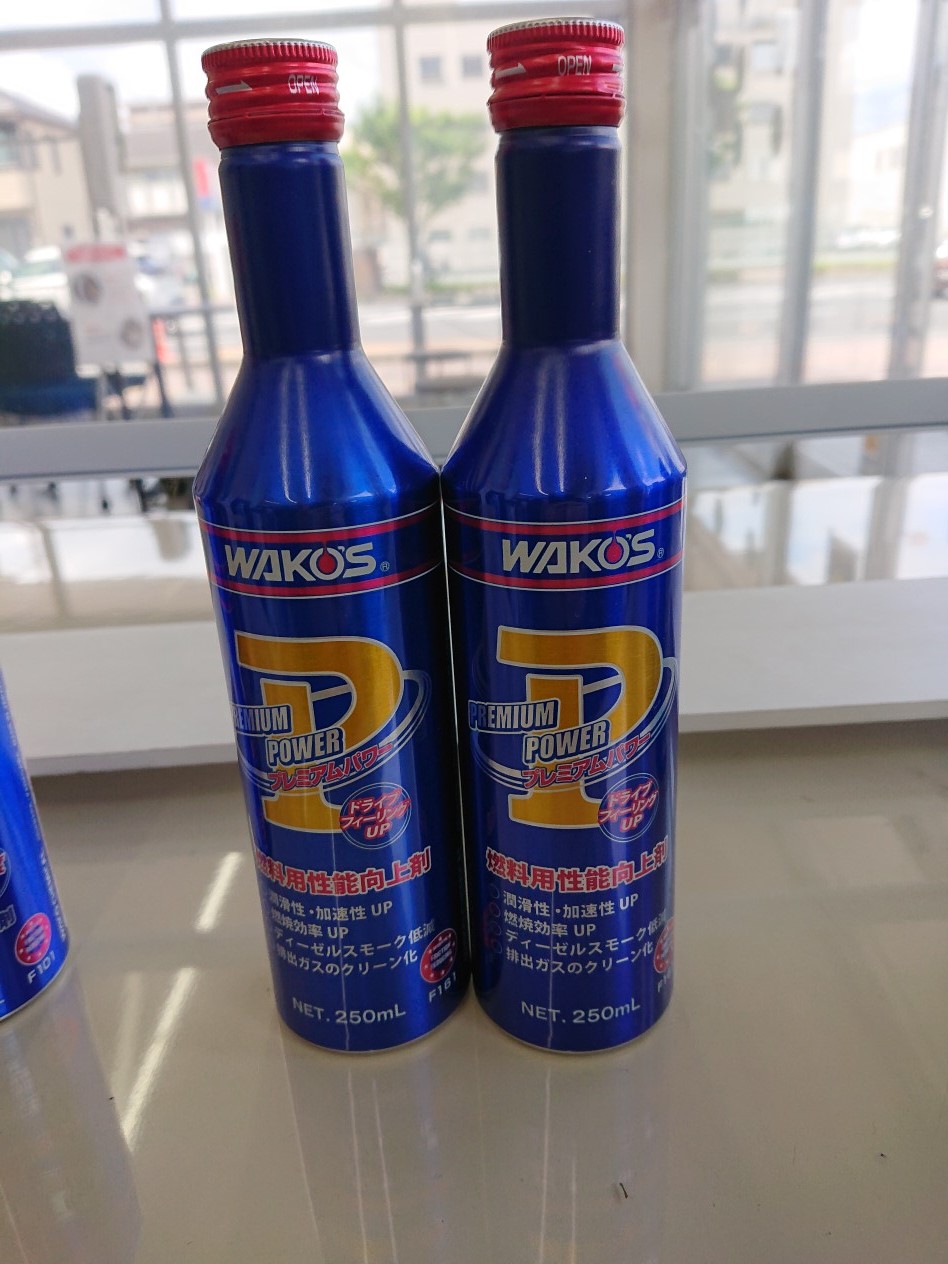 OPEN
WAKO'S®
PREMIUM
POWER
プレミアムパワー
ドライブ
フィーリング
UP
燃料用性能向上剤
潤滑性・加速性 UP
燃焼効率 UP
ディーゼルスモーク低減
排出ガスのクリーン化
F161
NET. 250mL
OPEN
WAKO'S®
PREMIUM
POWER
プレミアムパワー
ドライブ
フィーリング
UP
燃料用性能向上剤
潤滑性・加速性 UP
燃焼効率 UP
ディーゼルスモーク低減
排出ガスのクリーン化
NET. 250mL
剤
F101